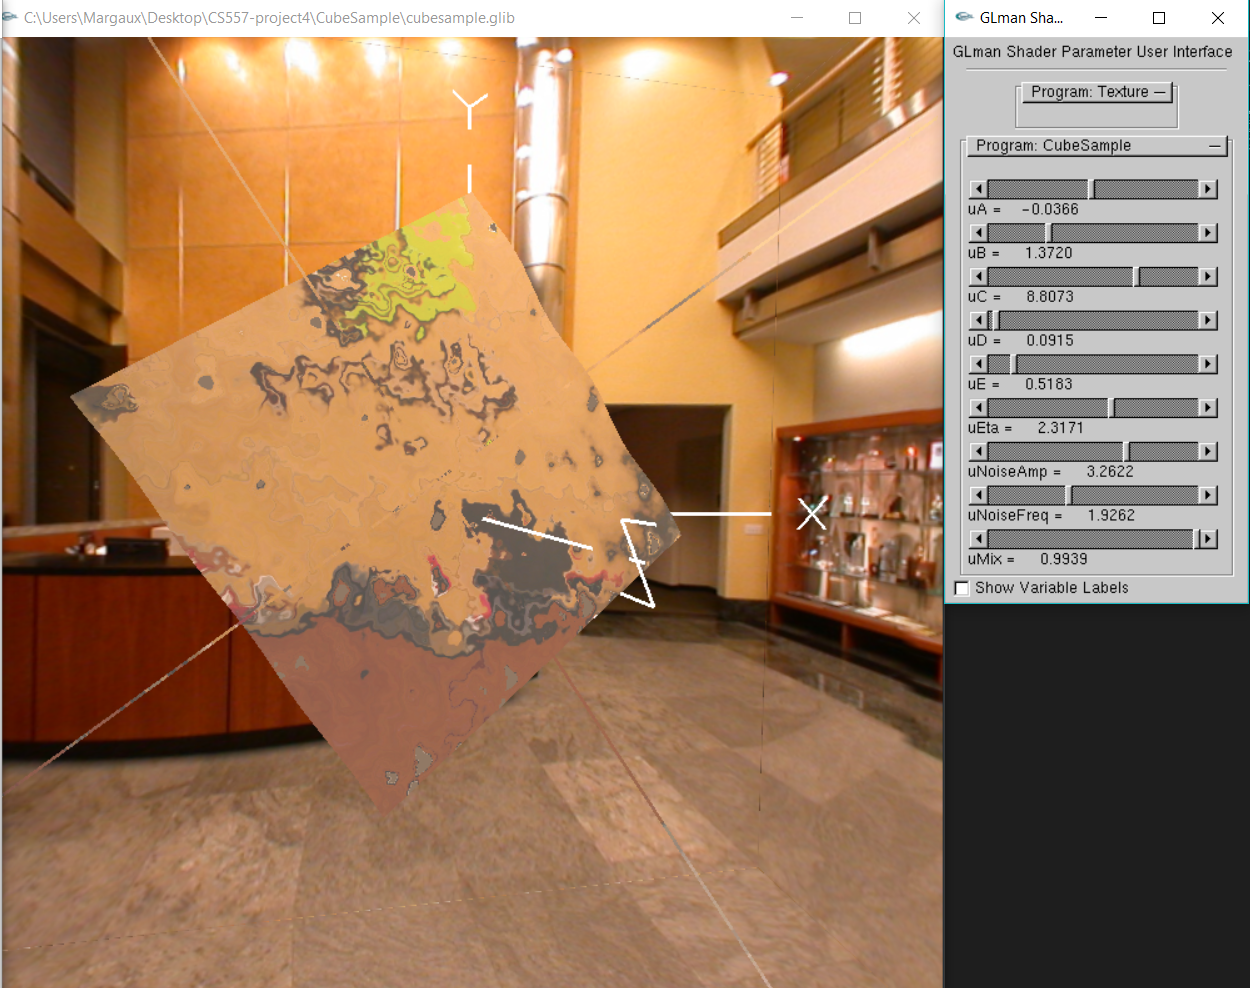 C:\Users\Margaux\Desktop\CS557-project4\CubeSample\cubesample.glib
GLman Sha...
GLman Shader Parameter User Interface
Program: Texture
Program: CubeSample
uA = -0.0366
uB = 1.3720
uC = 8.8073
uD = 0.0915
uE = 0.5183
uEta = 2.3171
uNoiseAmp = 3.2622
uNoiseFreq = 1.9262
uMix = 0.9939
Show Variable Labels
Y
X